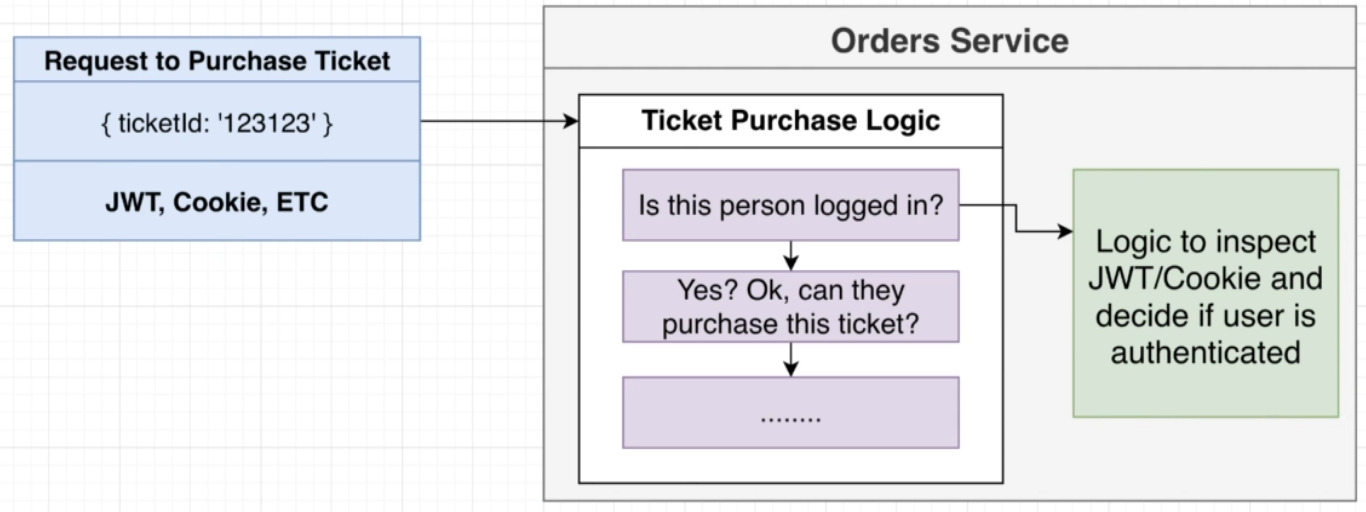 Request to Purchase Ticket
{ ticketId: '123123' }
JWT, Cookie, ETC
Orders Service
Ticket Purchase Logic
Is this person logged in?
Yes? Ok, can they
purchase this ticket?
........
Logic to inspect
JWT/Cookie and
decide if user is
authenticated